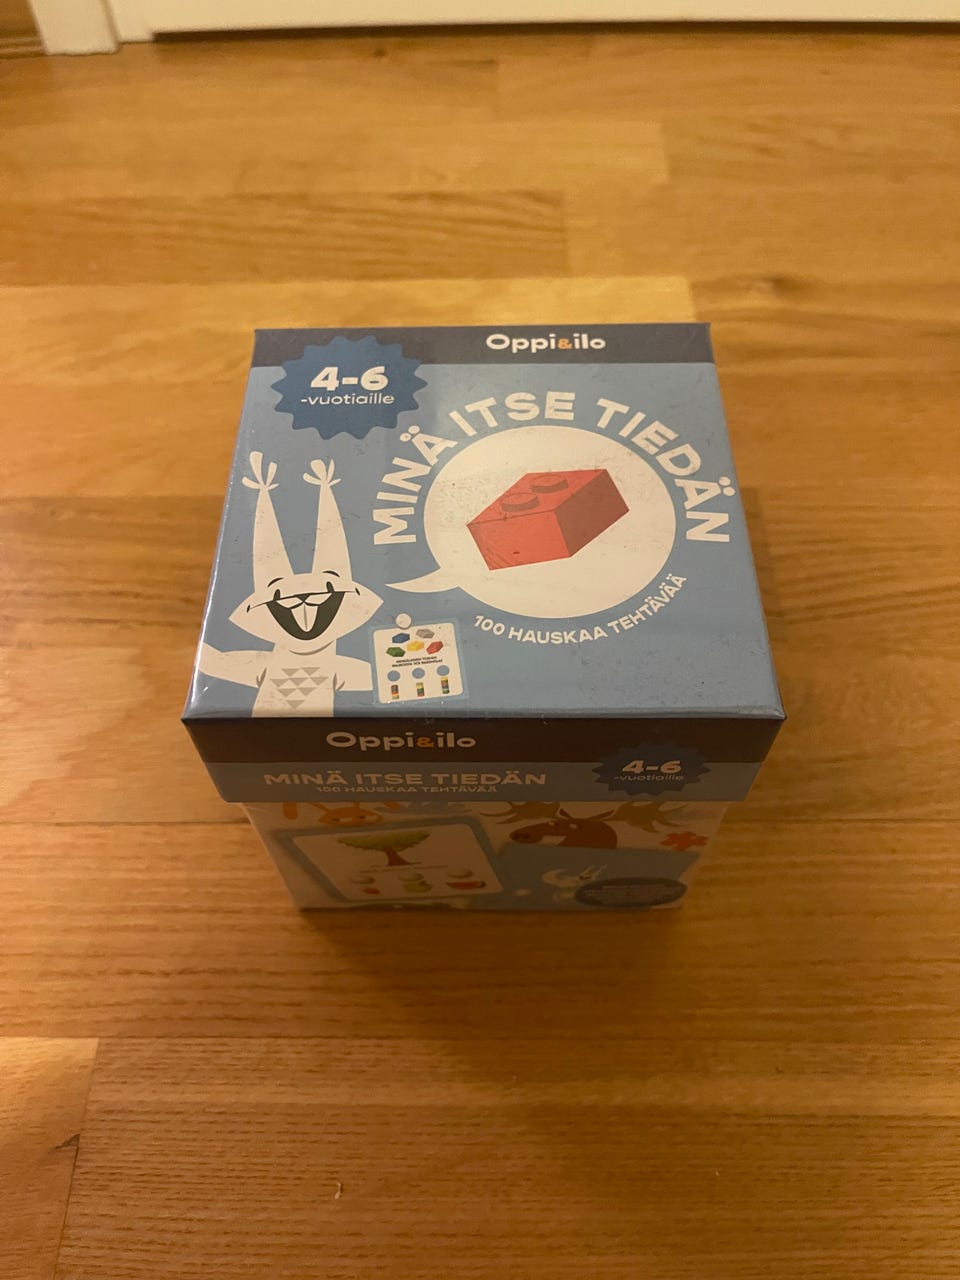 Oppi&ilo
4-6
-vuotiaille
MINÄ ITSE TIEDÄN
100 HAUSKAA TEHTÄVÄÄ
Oppi&ilo
MINÄ ITSE TIEDÄN
100 HAUSKAA TEHTÄVÄÄ
4-6
-vuotiaille